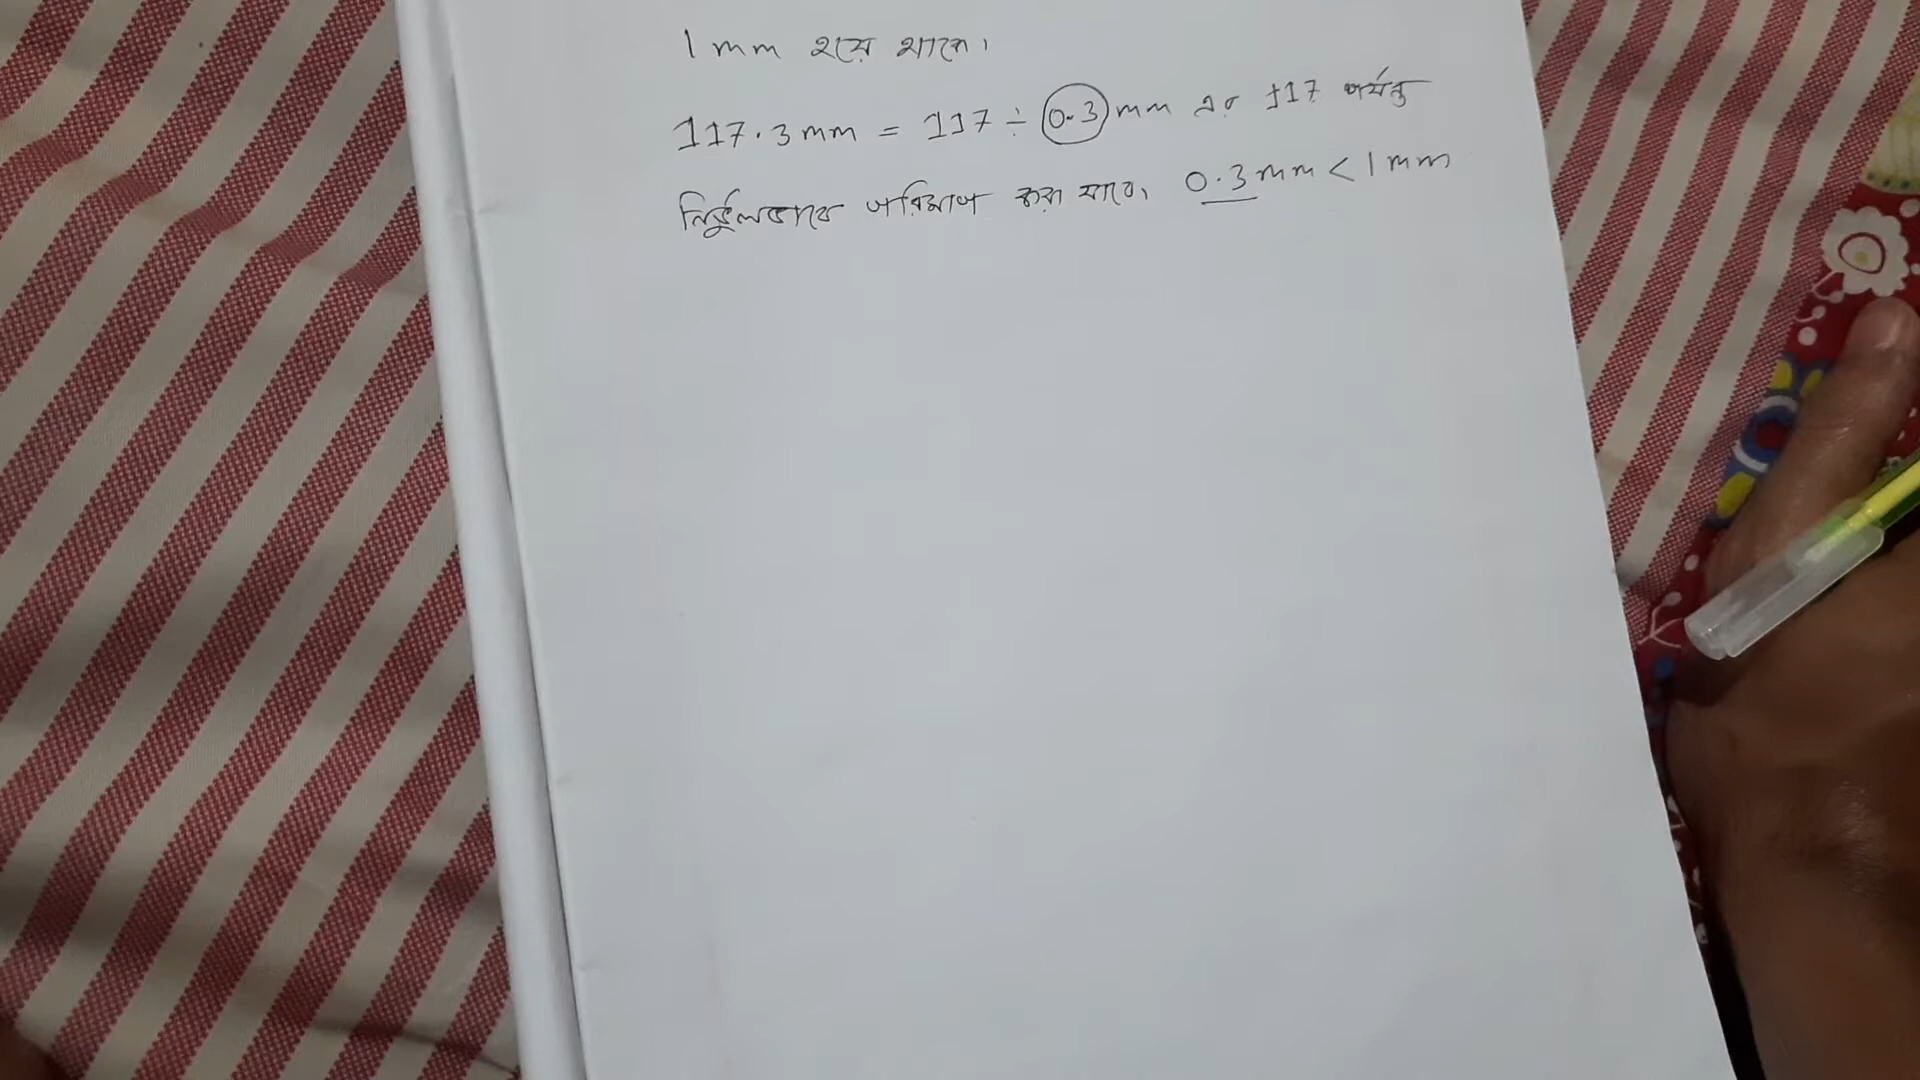 1 mm হয়ে থাকে।
117.3 mm = 117 ÷ 0.3 mm এর 117 পর্যন্ত
নির্ভুলভাবে পরিমাপ করা যাবে। 0.3 mm < 1 mm